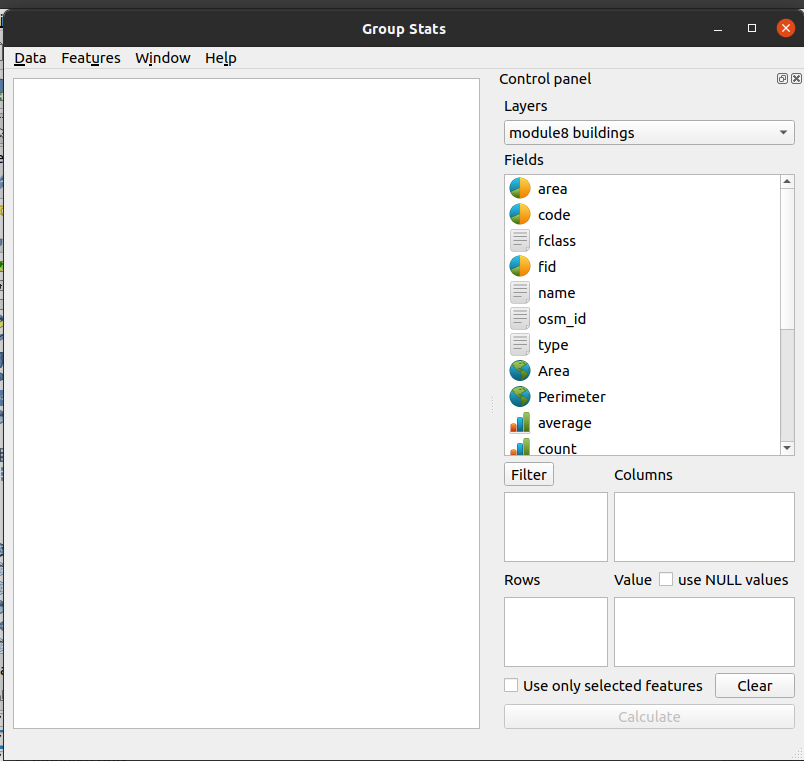 Group Stats
Data Features Window Help
Control panel
Layers
module8 buildings
Fields
area
code
fclass
fid
name
osm_id
type
Area
Perimeter
average
count
Filter Columns
Rows Value use NULL values
Use only selected features Clear
Calculate